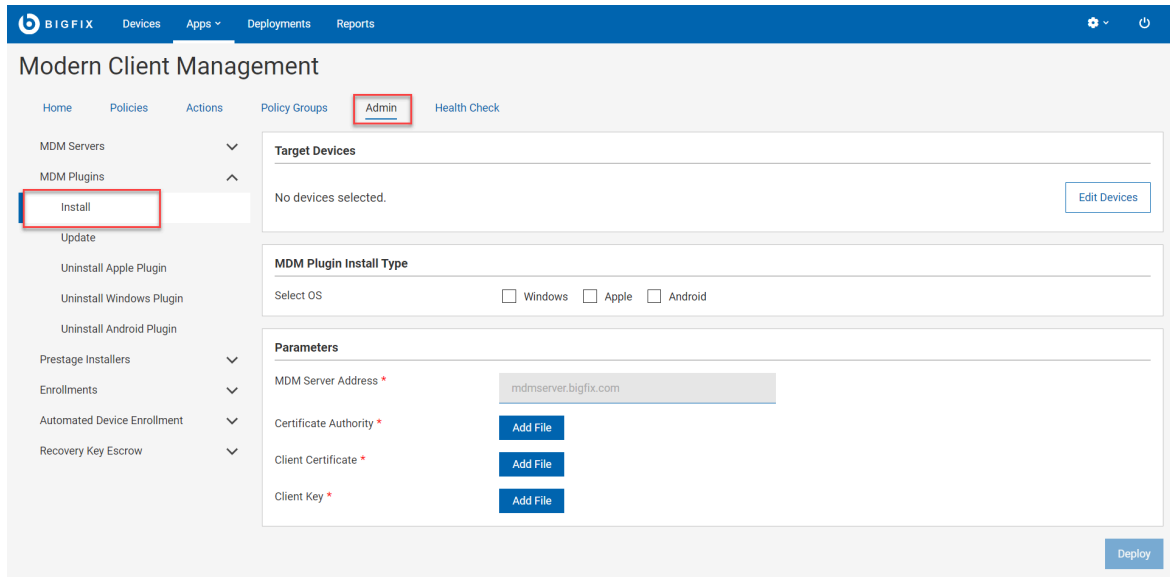 BIGFIX Devices Apps Deployments Reports
Modern Client Management
Home Policies Actions Policy Groups Admin Health Check
MDM Servers
MDM Plugins
Install
Update
Uninstall Apple Plugin
Uninstall Windows Plugin
Uninstall Android Plugin
Prestage Installers
Enrollments
Automated Device Enrollment
Recovery Key Escrow
Target Devices
No devices selected. Edit Devices
MDM Plugin Install Type
Select OS Windows Apple Android
Parameters
MDM Server Address * mdmserver.bigfix.com
Certificate Authority * Add File
Client Certificate * Add File
Client Key * Add File
Deploy